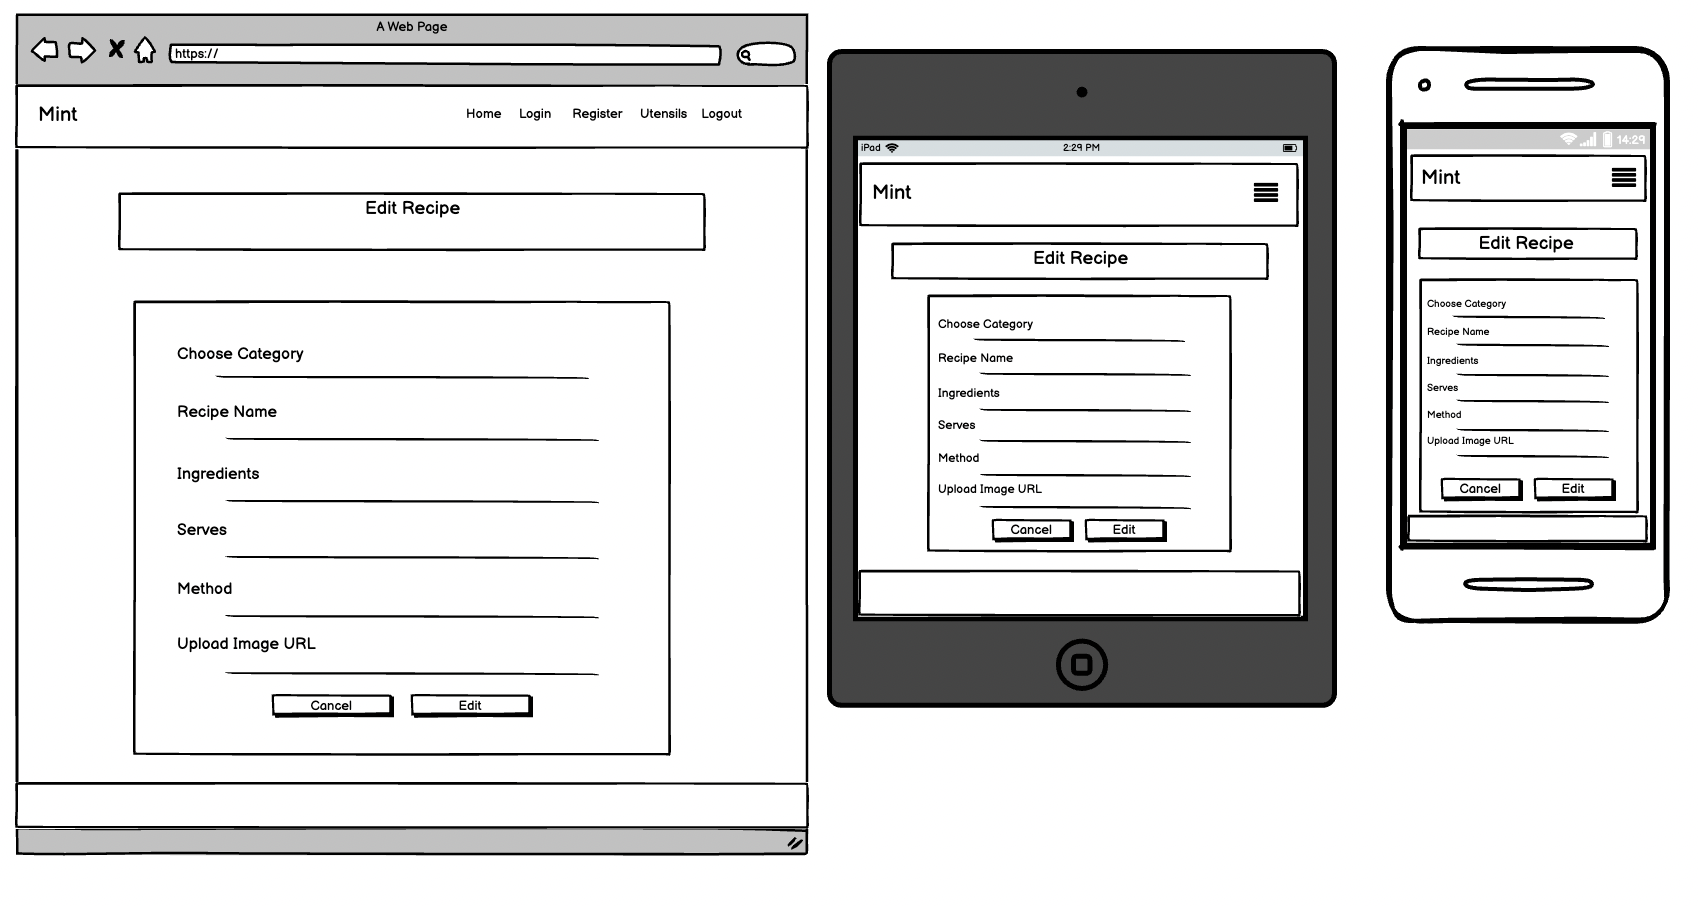 A Web Page
https://
Mint
Home Login Register Utensils Logout
Edit Recipe
Choose Category
Recipe Name
Ingredients
Serves
Method
Upload Image URL
Cancel Edit
iPad 2:29 PM
Mint
Edit Recipe
Choose Category
Recipe Name
Ingredients
Serves
Method
Upload Image URL
Cancel Edit
14:29
Mint
Edit Recipe
Choose Category
Recipe Name
Ingredients
Serves
Method
Upload Image URL
Cancel Edit